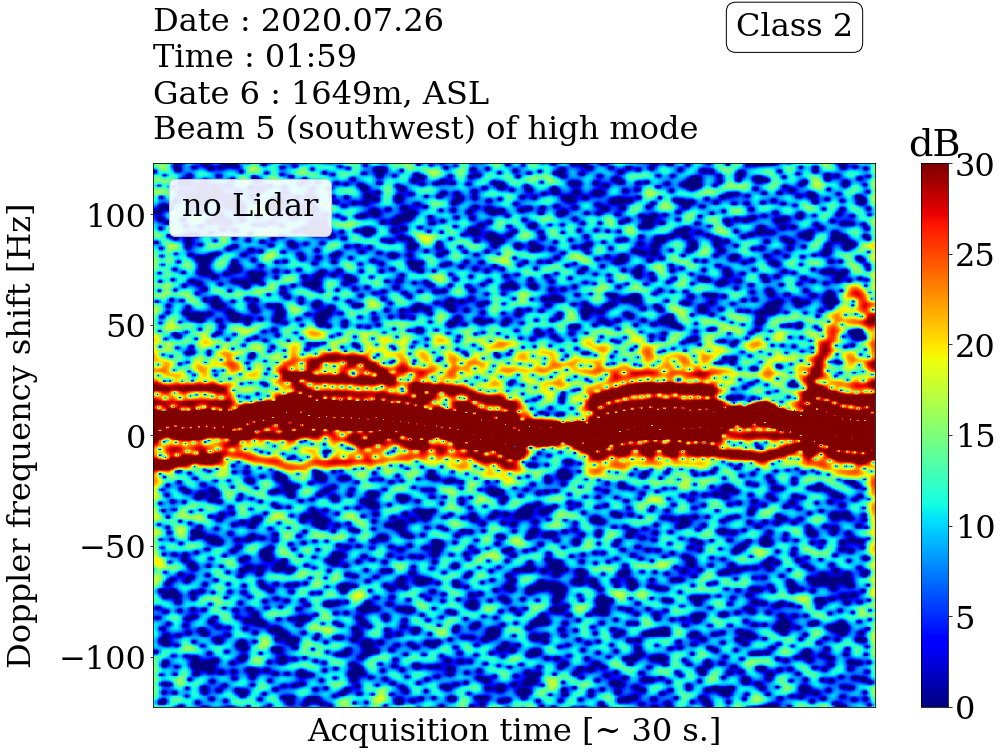 Date : 2020.07.26
Time : 01:59
Gate 6 : 1649m, ASL
Beam 5 (southwest) of high mode
Class 2
no Lidar
Doppler frequency shift [Hz]
100
50
0
−50
−100
Acquisition time [~ 30 s.]
dB
30
25
20
15
10
5
0